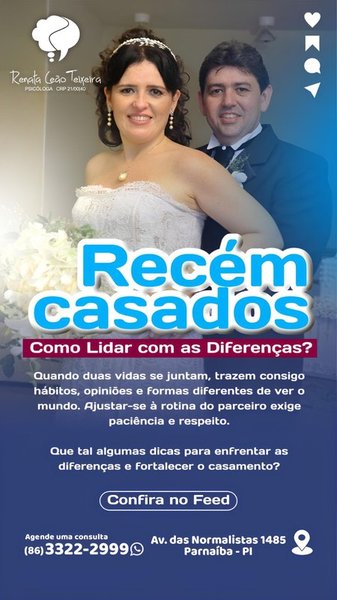 Renata Leão Teixeira
PSICÓLOGA · CRP 21/00140
Recém
casados
Como Lidar com as Diferenças?
Quando duas vidas se juntam, trazem consigo
hábitos, opiniões e formas diferentes de ver o
mundo. Ajustar-se à rotina do parceiro exige
paciência e respeito.
Que tal algumas dicas para enfrentar as
diferenças e fortalecer o casamento?
Confira no Feed
Agende uma consulta
(86)3322-2999
Av. das Normalistas 1485
Parnaíba - PI